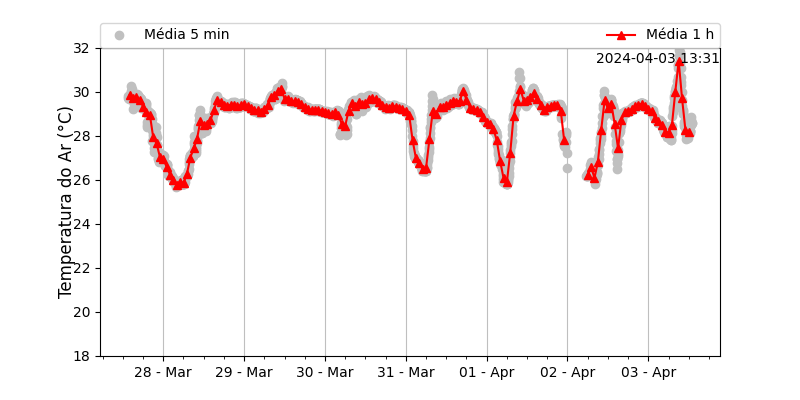 Média 5 min
Média 1 h
2024-04-03 13:31
Temperatura do Ar (°C)
32
30
28
26
24
22
20
18
28 - Mar
29 - Mar
30 - Mar
31 - Mar
01 - Apr
02 - Apr
03 - Apr